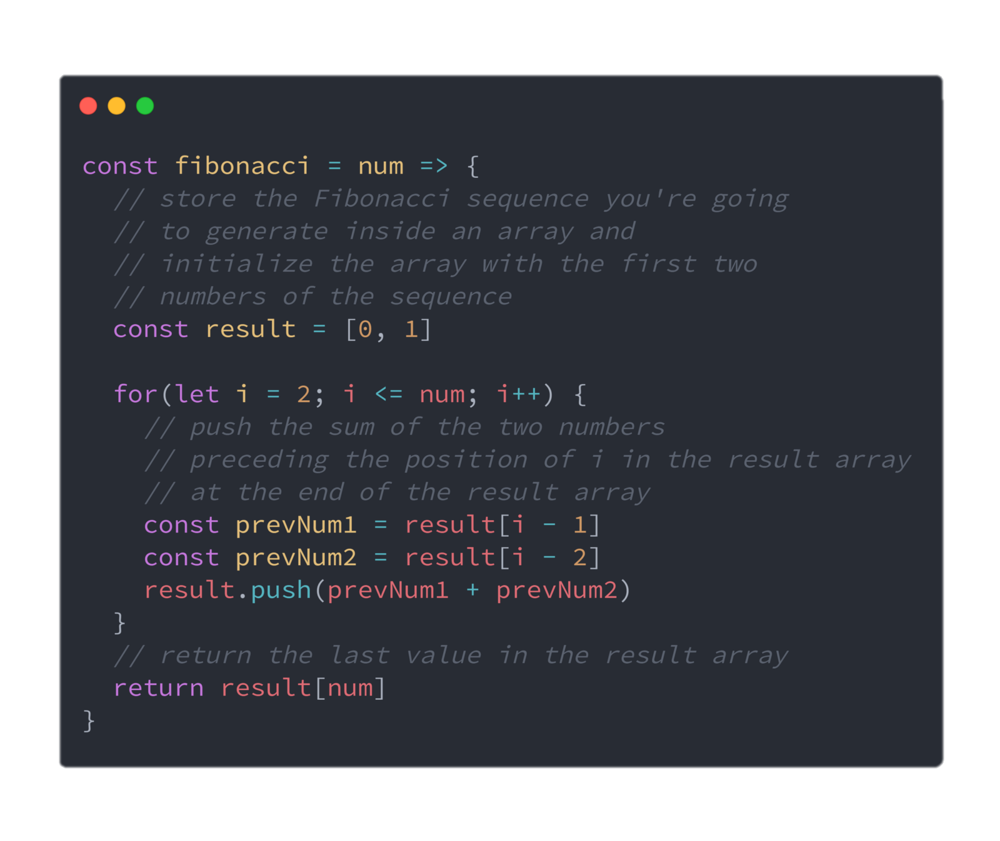 const fibonacci = num => {
  // store the Fibonacci sequence you're going
  // to generate inside an array and
  // initialize the array with the first two
  // numbers of the sequence
  const result = [0, 1]

  for(let i = 2; i <= num; i++) {
    // push the sum of the two numbers
    // preceding the position of i in the result array
    // at the end of the result array
    const prevNum1 = result[i - 1]
    const prevNum2 = result[i - 2]
    result.push(prevNum1 + prevNum2)
  }
  // return the last value in the result array
  return result[num]
}